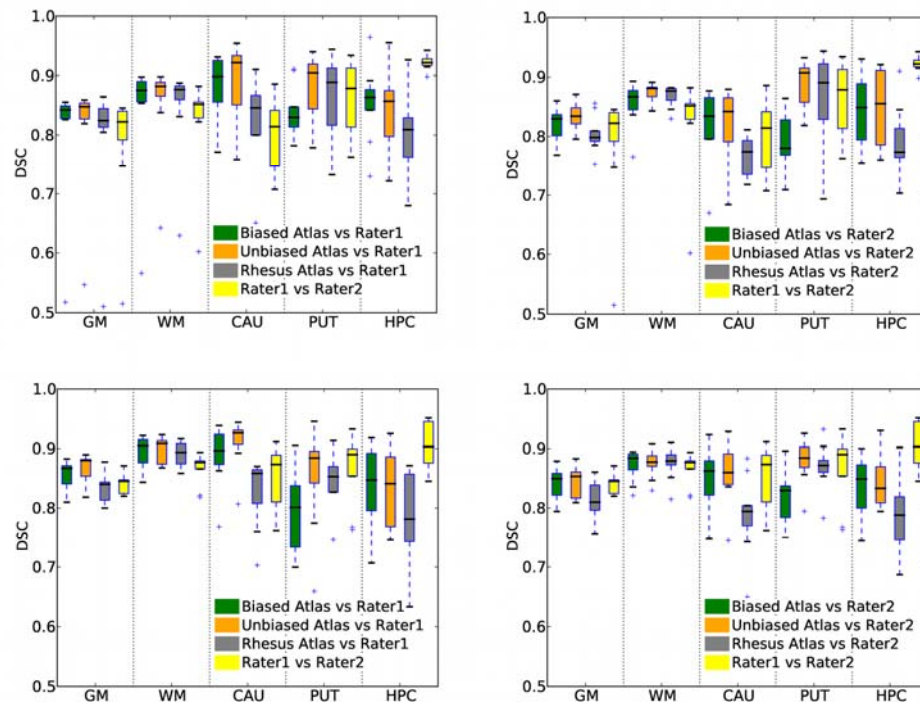 1.0
0.9
0.8
0.7
0.6
0.5
DSC
Biased Atlas vs Rater1
Unbiased Atlas vs Rater1
Rhesus Atlas vs Rater1
Rater1 vs Rater2
GM WM CAU PUT HPC
1.0
0.9
0.8
0.7
0.6
0.5
DSC
Biased Atlas vs Rater2
Unbiased Atlas vs Rater2
Rhesus Atlas vs Rater2
Rater1 vs Rater2
GM WM CAU PUT HPC
1.0
0.9
0.8
0.7
0.6
0.5
DSC
Biased Atlas vs Rater1
Unbiased Atlas vs Rater1
Rhesus Atlas vs Rater1
Rater1 vs Rater2
GM WM CAU PUT HPC
1.0
0.9
0.8
0.7
0.6
0.5
DSC
Biased Atlas vs Rater2
Unbiased Atlas vs Rater2
Rhesus Atlas vs Rater2
Rater1 vs Rater2
GM WM CAU PUT HPC